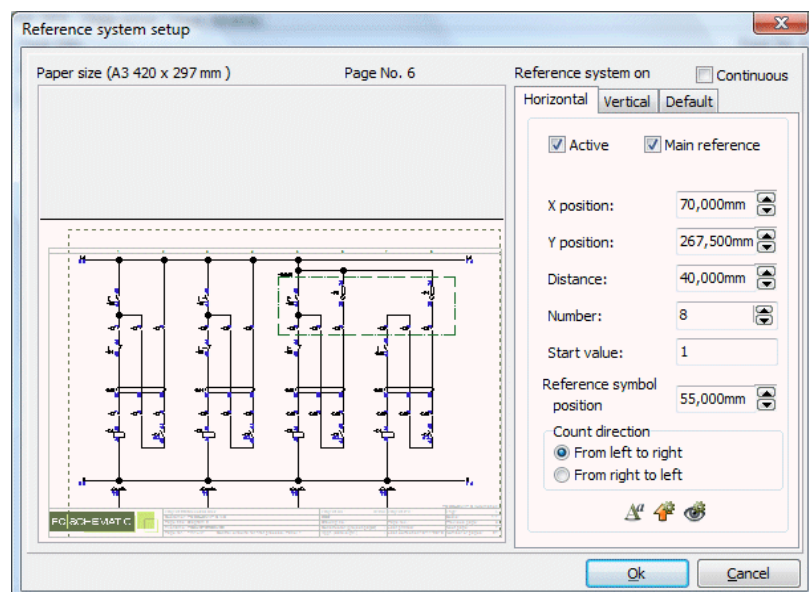 Reference system setup
Paper size (A3 420 x 297 mm )
Page No. 6
Reference system on
Continuous
Horizontal
Vertical
Default
Active
Main reference
X position:
70,000mm
Y position:
267,500mm
Distance:
40,000mm
Number:
8
Start value:
1
Reference symbol
position
55,000mm
Count direction
From left to right
From right to left
PC|SCHEMATIC
Ok
Cancel